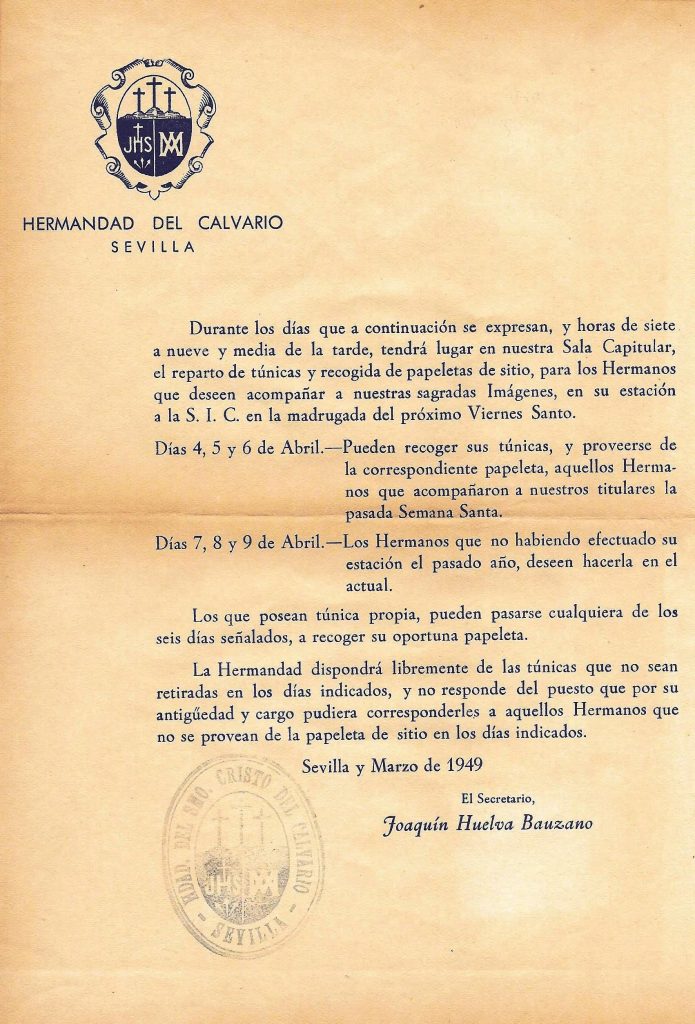 JHS
HERMANDAD DEL CALVARIO
SEVILLA
Durante los días que a continuación se expresan, y horas de siete
a nueve y media de la tarde, tendrá lugar en nuestra Sala Capitular,
el reparto de túnicas y recogida de papeletas de sitio, para los Hermanos
que deseen acompañar a nuestras sagradas Imágenes, en su estación
a la S. I. C. en la madrugada del próximo Viernes Santo.
Días 4, 5 y 6 de Abril.—Pueden recoger sus túnicas, y proveerse de
la correspondiente papeleta, aquellos Herma-
nos que acompañaron a nuestros titulares la
pasada Semana Santa.
Días 7, 8 y 9 de Abril.—Los Hermanos que no habiendo efectuado su
estación el pasado año, deseen hacerla en el
actual.
Los que posean túnica propia, pueden pasarse cualquiera de los
seis días señalados, a recoger su oportuna papeleta.
La Hermandad dispondrá libremente de las túnicas que no sean
retiradas en los días indicados, y no responde del puesto que por su
antigüedad y cargo pudiera corresponderles a aquellos Hermanos que
no se provean de la papeleta de sitio en los días indicados.
Sevilla y Marzo de 1949
El Secretario,
Joaquín Huelva Bauzano
HDAD. DEL SMO. CRISTO DEL CALVARIO
JHS
- SEVILLA -